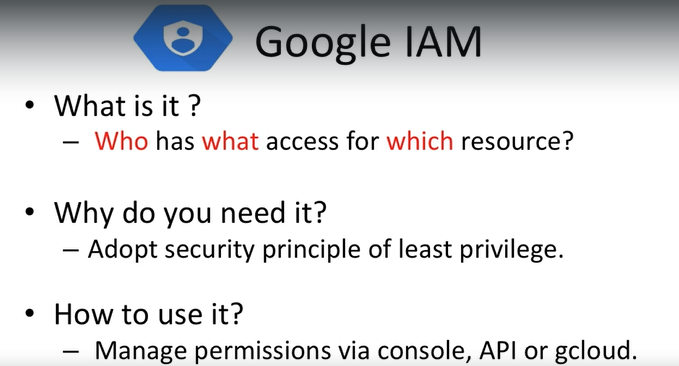 Google IAM
• What is it ?
– Who has what access for which resource?
• Why do you need it?
– Adopt security principle of least privilege.
• How to use it?
– Manage permissions via console, API or gcloud.